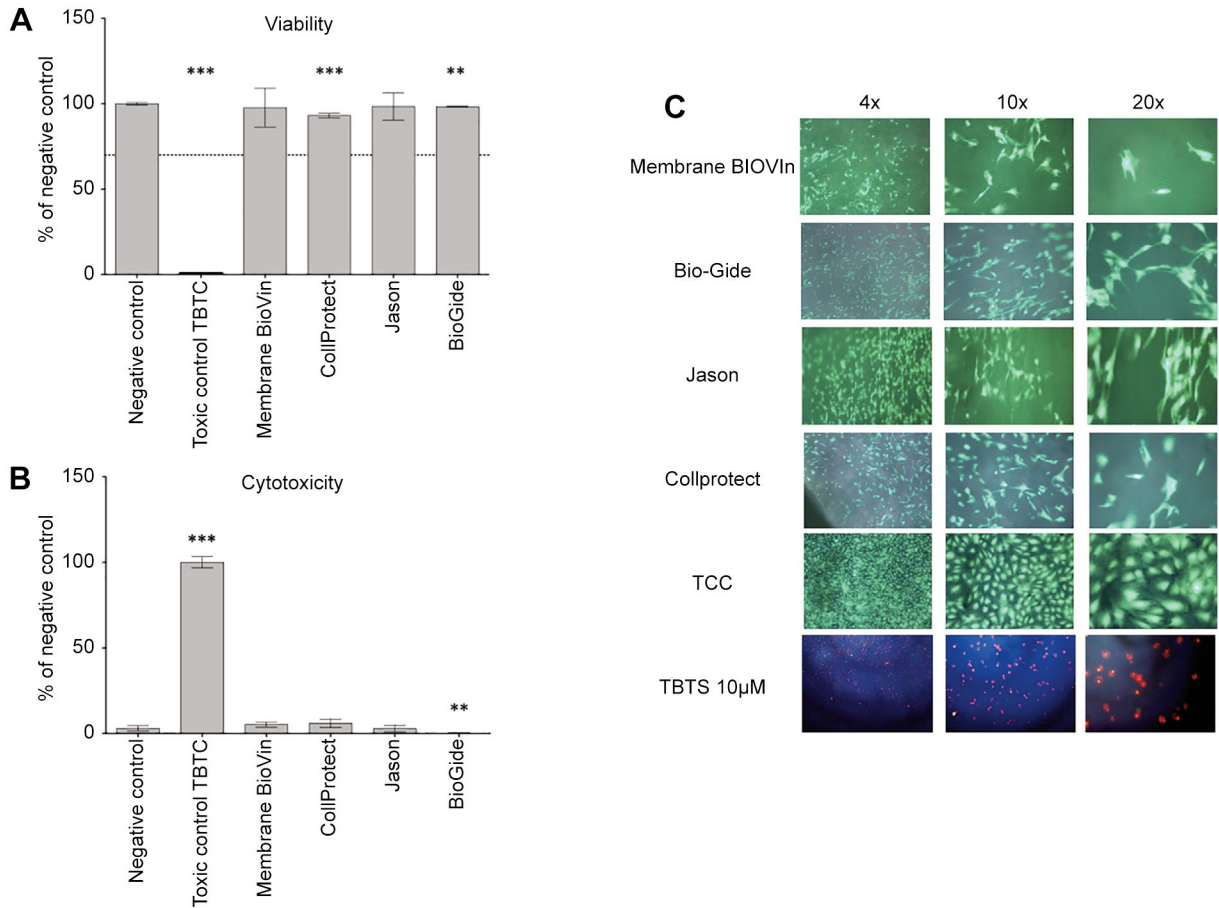 A
Viability
% of negative control
150
100
50
0
***
***
**
Negative control
Toxic control TBTC
Membrane BioVin
CollProtect
Jason
BioGide
B
Cytotoxicity
% of negative control
150
100
50
0
***
**
Negative control
Toxic control TBTC
Membrane BioVin
CollProtect
Jason
BioGide
C
4x 10x 20x
Membrane BIOVIn
Bio-Gide
Jason
Collprotect
TCC
TBTS 10µM